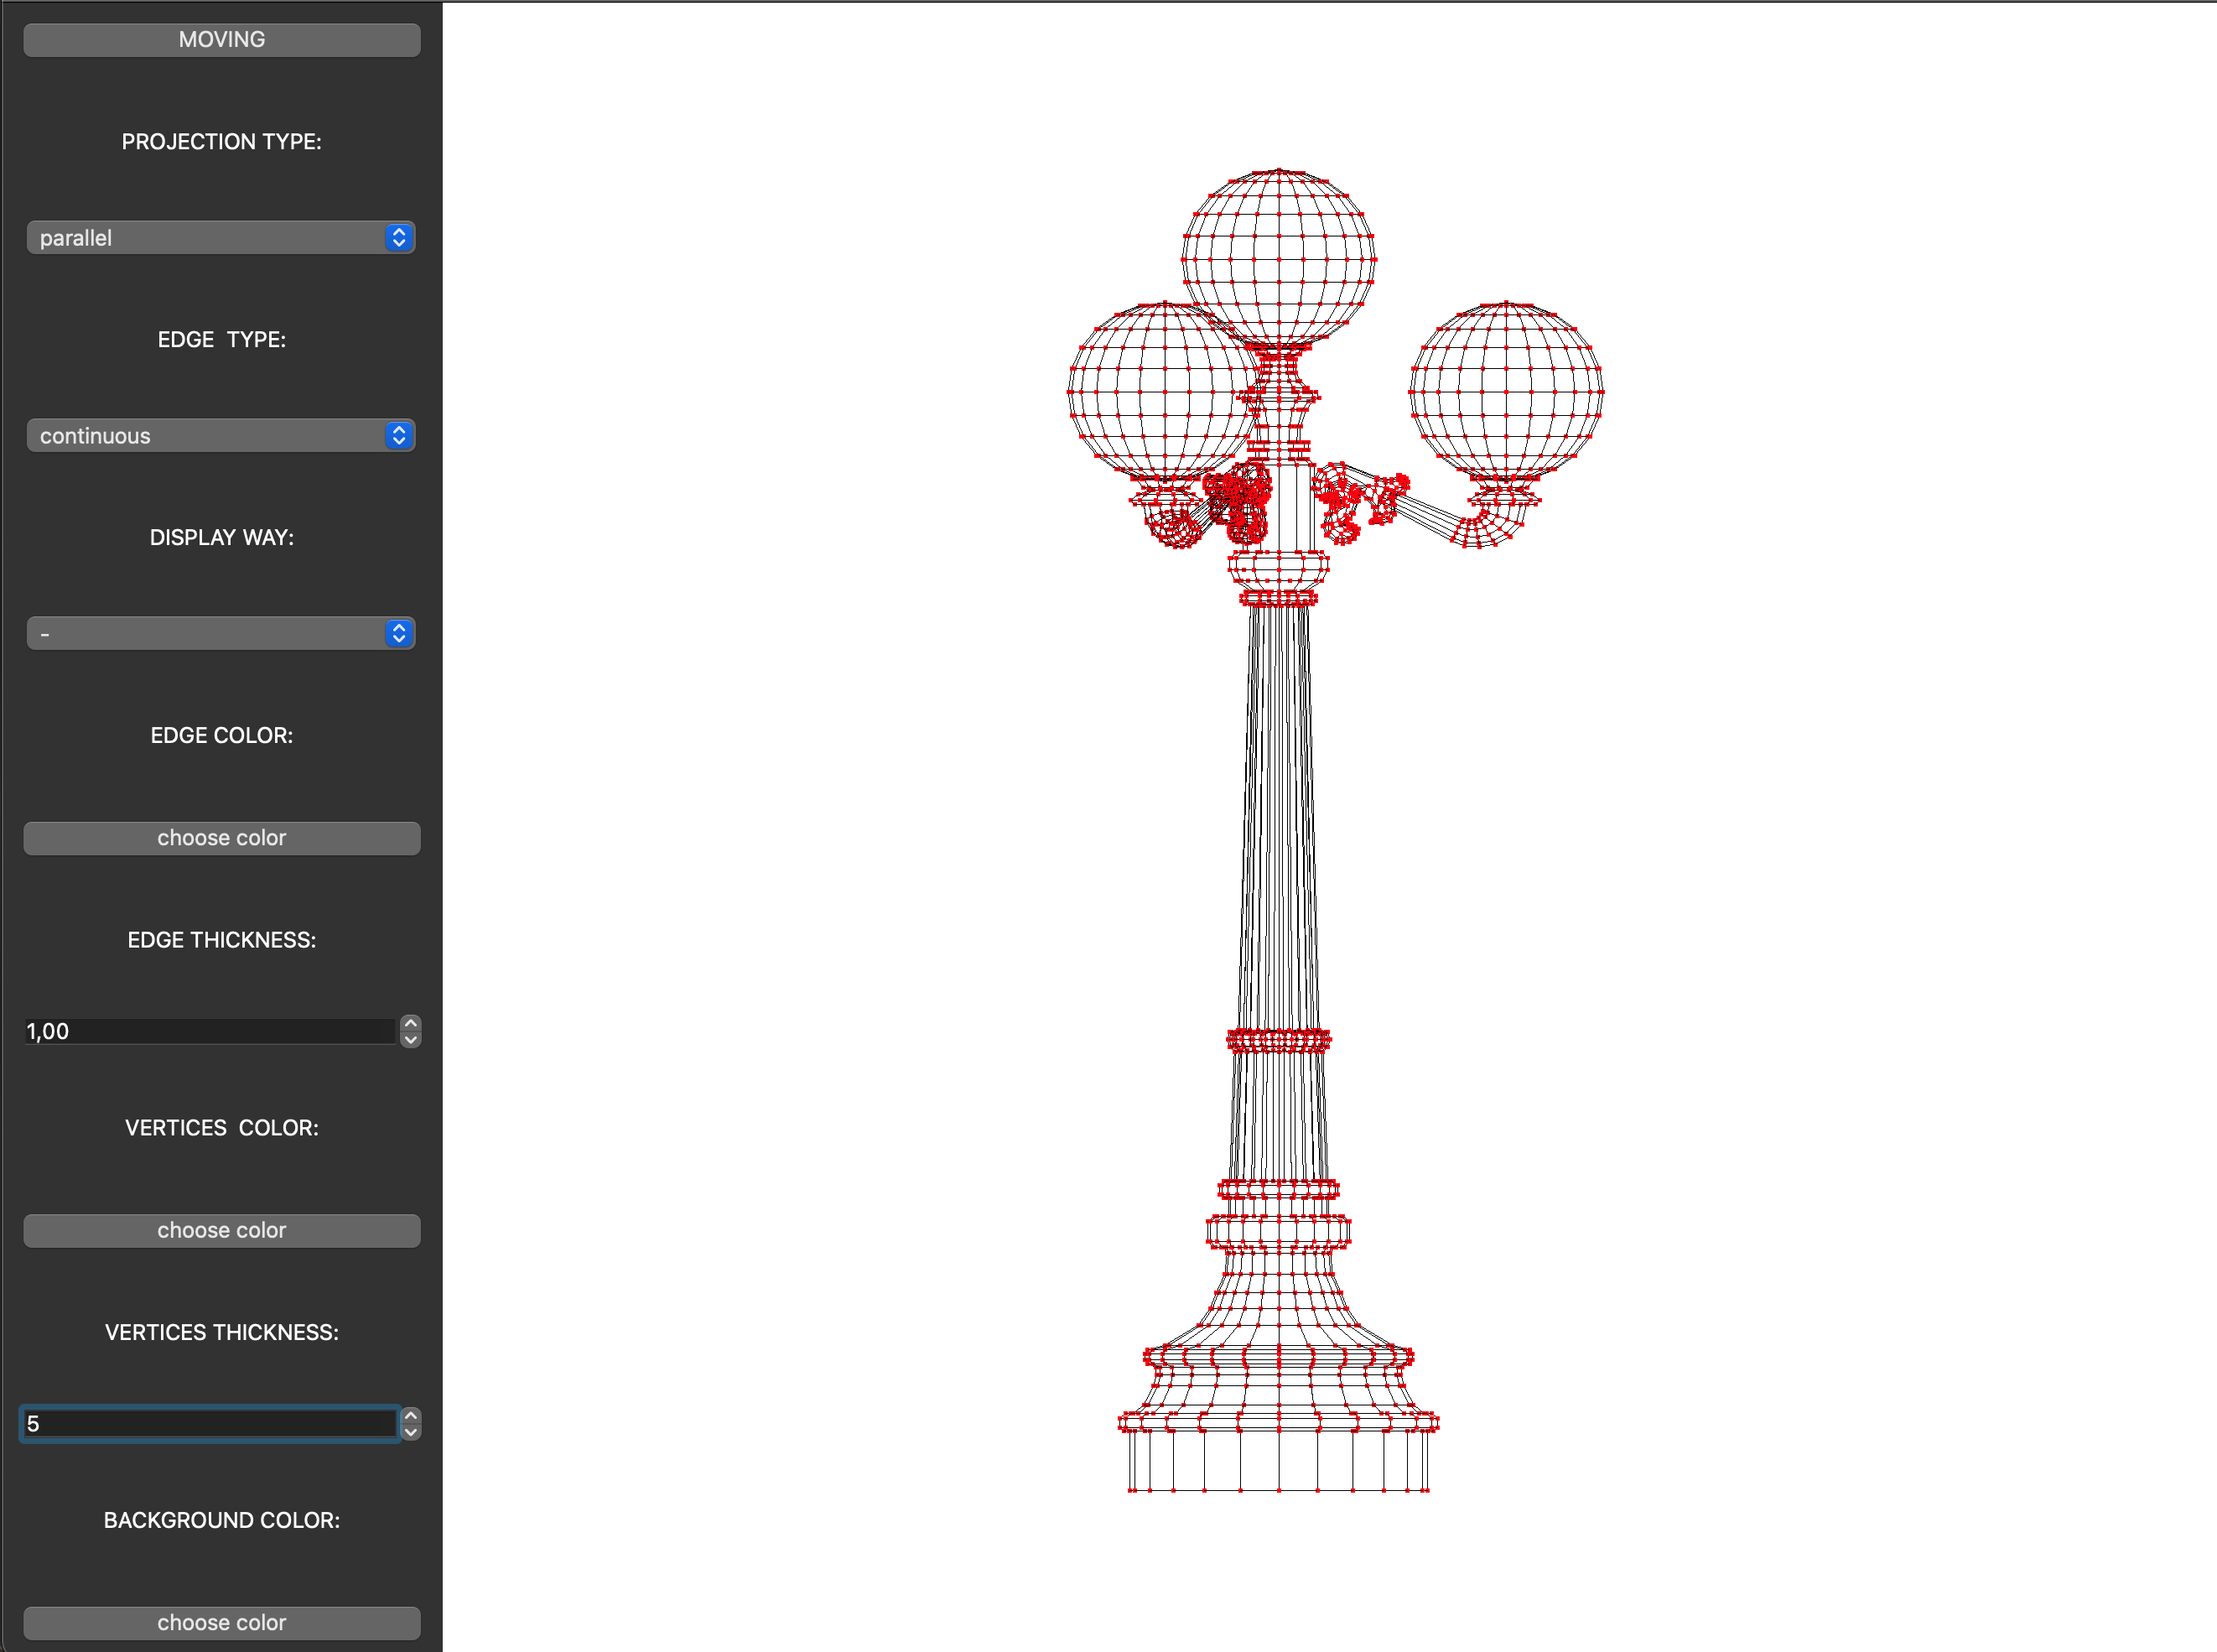 MOVING
PROJECTION TYPE:
parallel
EDGE  TYPE:
continuous
DISPLAY WAY:
-
EDGE COLOR:
choose color
EDGE THICKNESS:
1,00
VERTICES  COLOR:
choose color
VERTICES THICKNESS:
5
BACKGROUND COLOR:
choose color